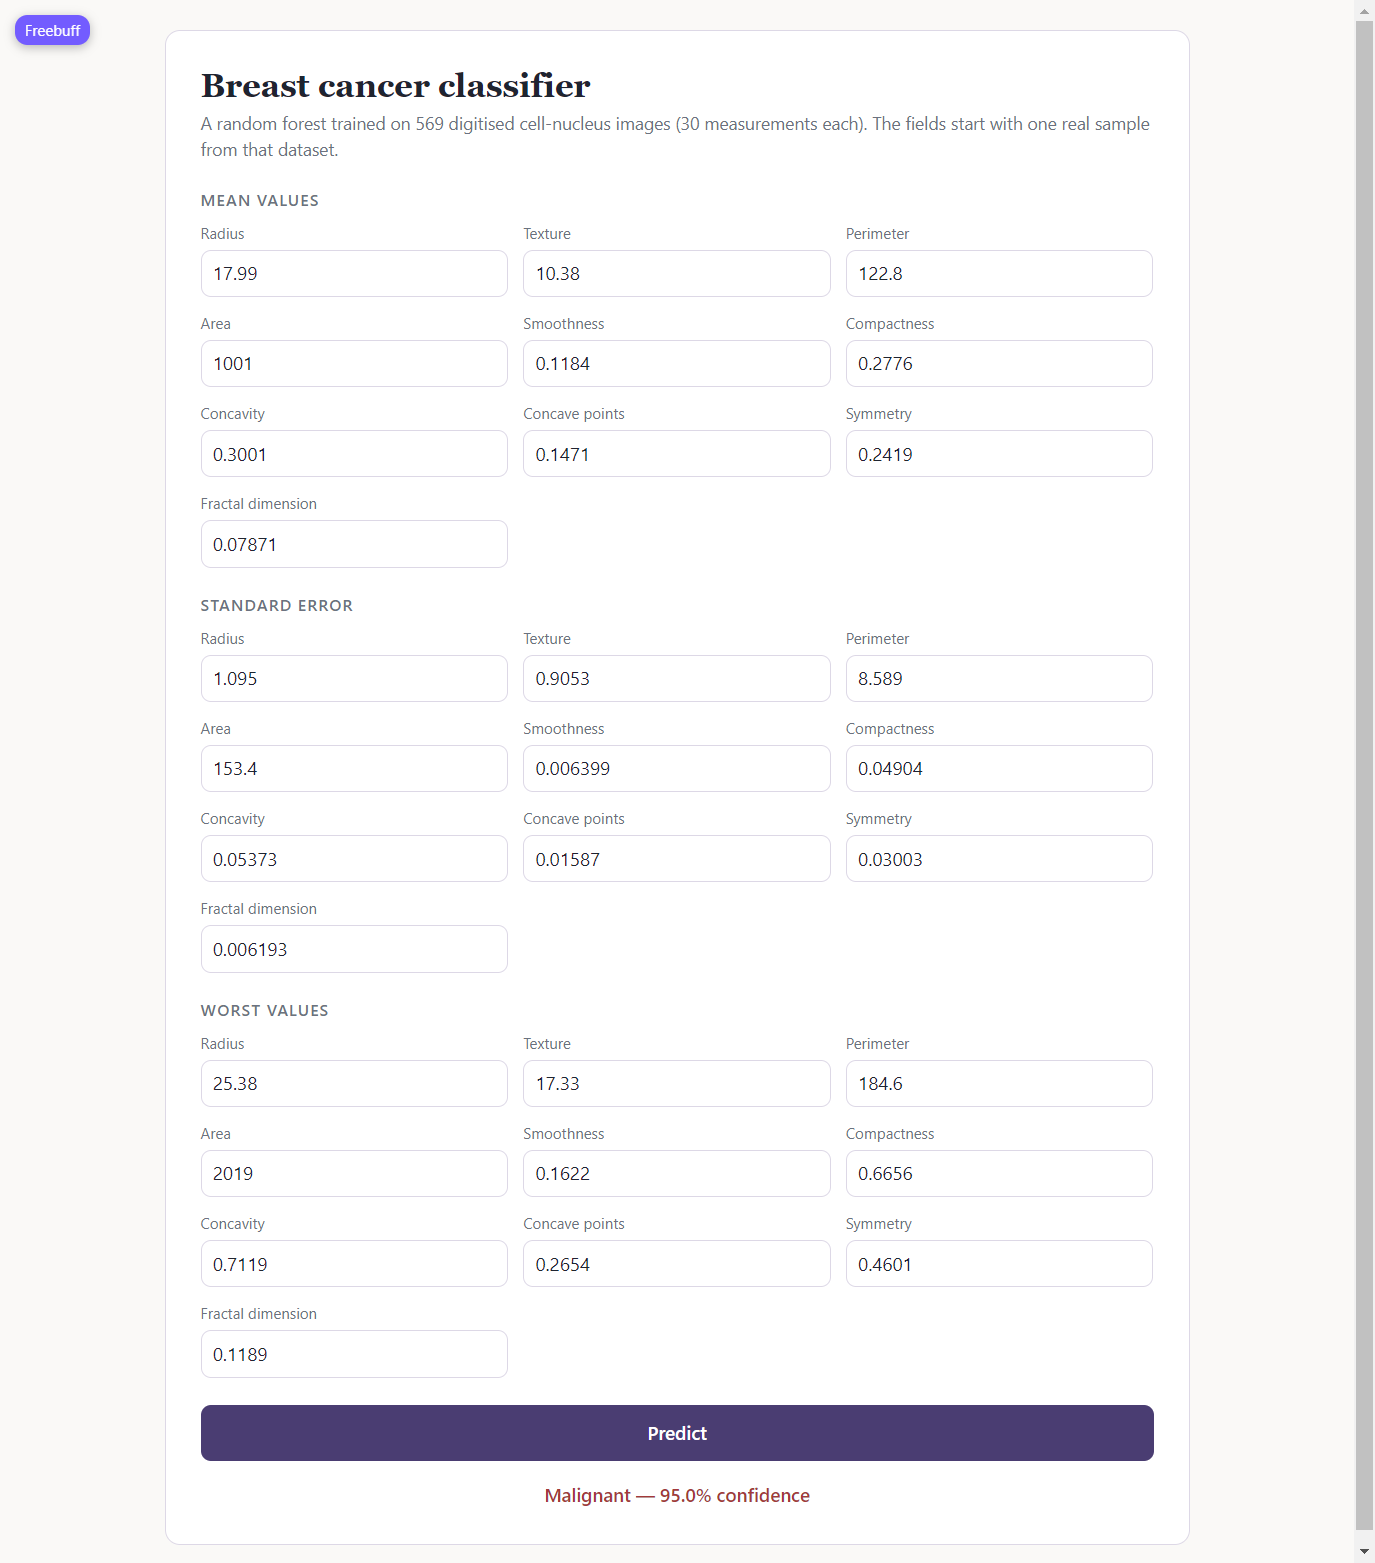 Freebuff
Breast cancer classifier
A random forest trained on 569 digitised cell-nucleus images (30 measurements each). The fields start with one real sample
from that dataset.
MEAN VALUES
Radius Texture Perimeter
17.99 10.38 122.8
Area Smoothness Compactness
1001 0.1184 0.2776
Concavity Concave points Symmetry
0.3001 0.1471 0.2419
Fractal dimension
0.07871
STANDARD ERROR
Radius Texture Perimeter
1.095 0.9053 8.589
Area Smoothness Compactness
153.4 0.006399 0.04904
Concavity Concave points Symmetry
0.05373 0.01587 0.03003
Fractal dimension
0.006193
WORST VALUES
Radius Texture Perimeter
25.38 17.33 184.6
Area Smoothness Compactness
2019 0.1622 0.6656
Concavity Concave points Symmetry
0.7119 0.2654 0.4601
Fractal dimension
0.1189
Predict
Malignant — 95.0% confidence